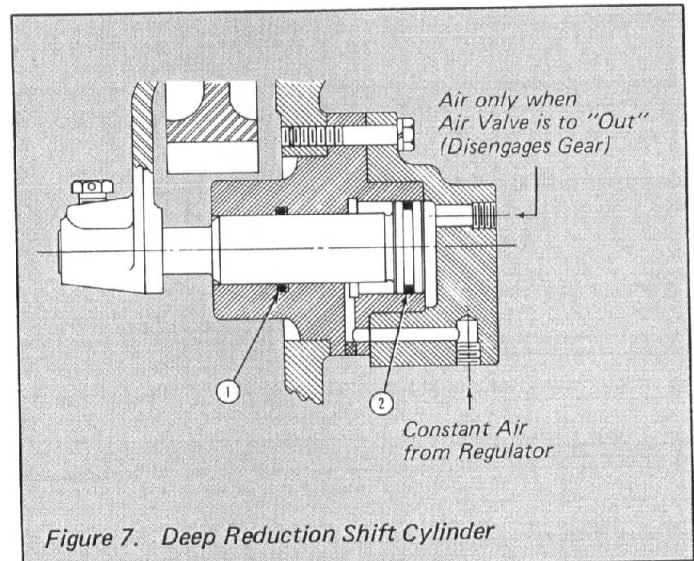 Air only when
Air Valve is to "Out"
(Disengages Gear)
1
2
Constant Air
from Regulator
Figure 7. Deep Reduction Shift Cylinder